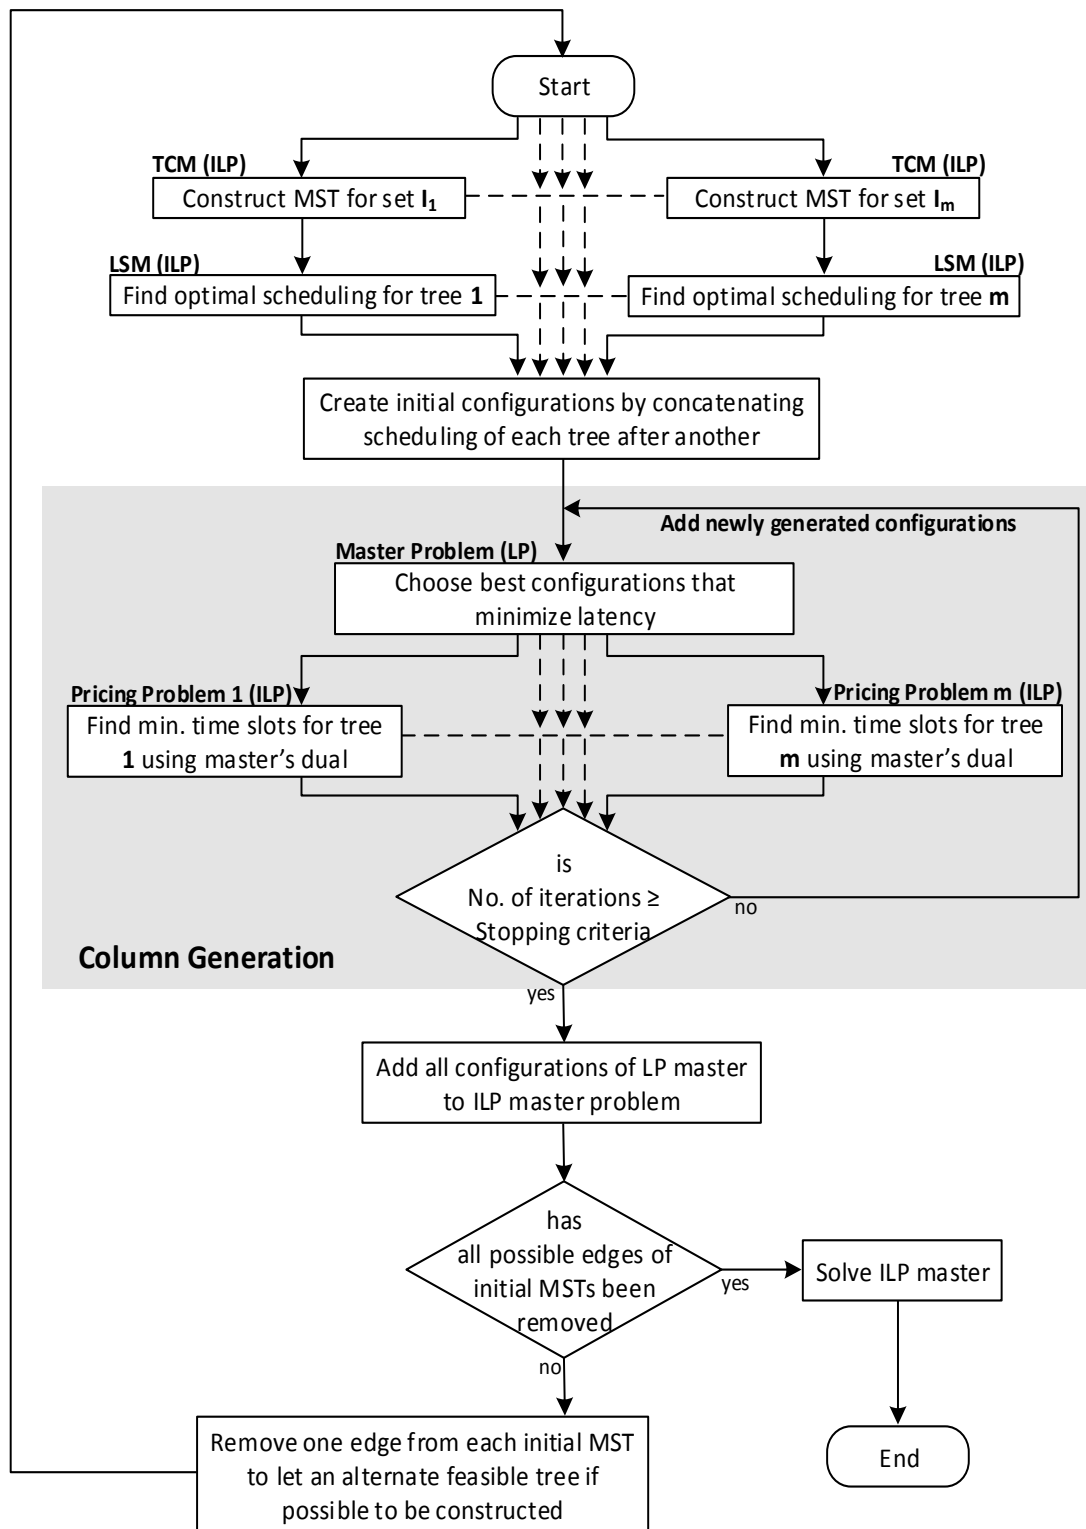 Start
TCM (ILP)
TCM (ILP)
Construct MST for set I1
Construct MST for set Im
LSM (ILP)
LSM (ILP)
Find optimal scheduling for tree 1
Find optimal scheduling for tree m
Create initial configurations by concatenating
scheduling of each tree after another
Add newly generated configurations
Master Problem (LP)
Choose best configurations that
minimize latency
Pricing Problem 1 (ILP)
Pricing Problem m (ILP)
Find min. time slots for tree
1 using master’s dual
Find min. time slots for tree
m using master’s dual
is
No. of iterations ≥
Stopping criteria
no
Column Generation
yes
Add all configurations of LP master
to ILP master problem
has
all possible edges of
initial MSTs been
removed
yes
Solve ILP master
no
Remove one edge from each initial MST
to let an alternate feasible tree if
possible to be constructed
End